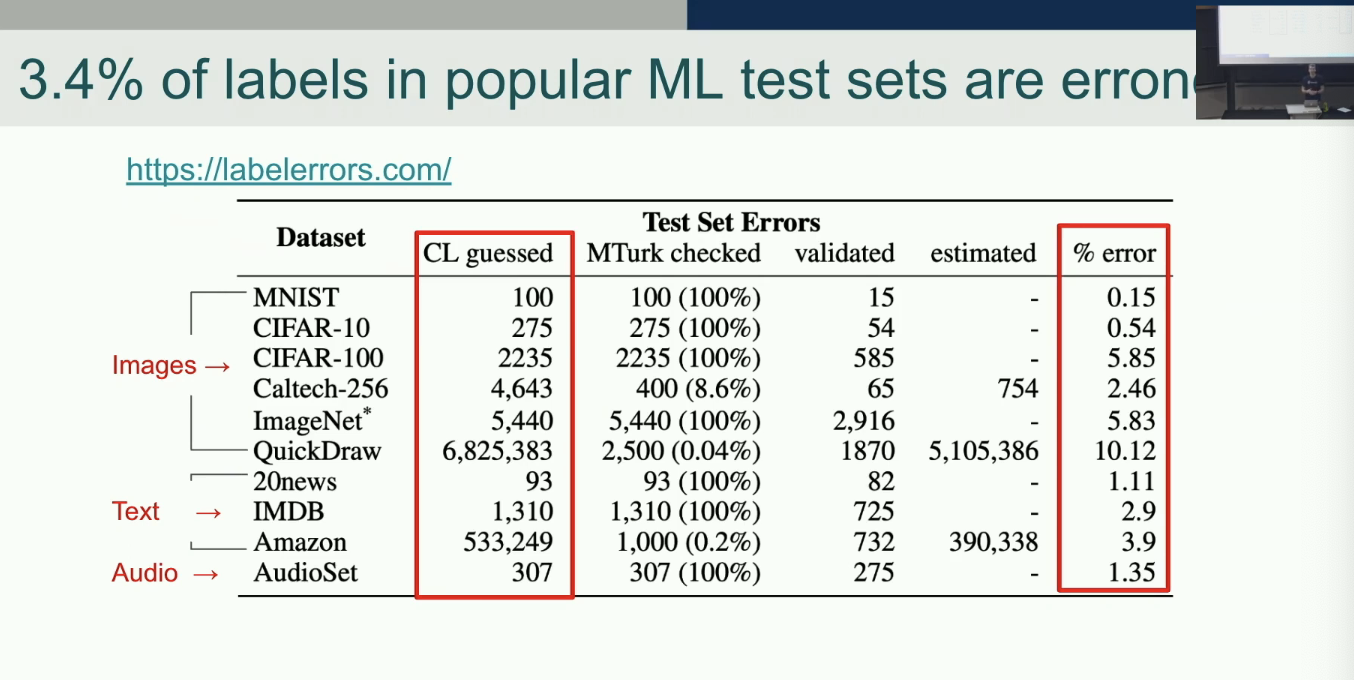 3.4% of labels in popular ML test sets are
https://labelerrors.com/
Test Set Errors
Dataset CL guessed MTurk checked validated estimated % error
MNIST 100 100 (100%) 15 - 0.15
CIFAR-10 275 275 (100%) 54 - 0.54
Images → CIFAR-100 2235 2235 (100%) 585 - 5.85
Caltech-256 4,643 400 (8.6%) 65 754 2.46
ImageNet* 5,440 5,440 (100%) 2,916 - 5.83
QuickDraw 6,825,383 2,500 (0.04%) 1870 5,105,386 10.12
20news 93 93 (100%) 82 - 1.11
Text → IMDB 1,310 1,310 (100%) 725 - 2.9
Amazon 533,249 1,000 (0.2%) 732 390,338 3.9
Audio → AudioSet 307 307 (100%) 275 - 1.35